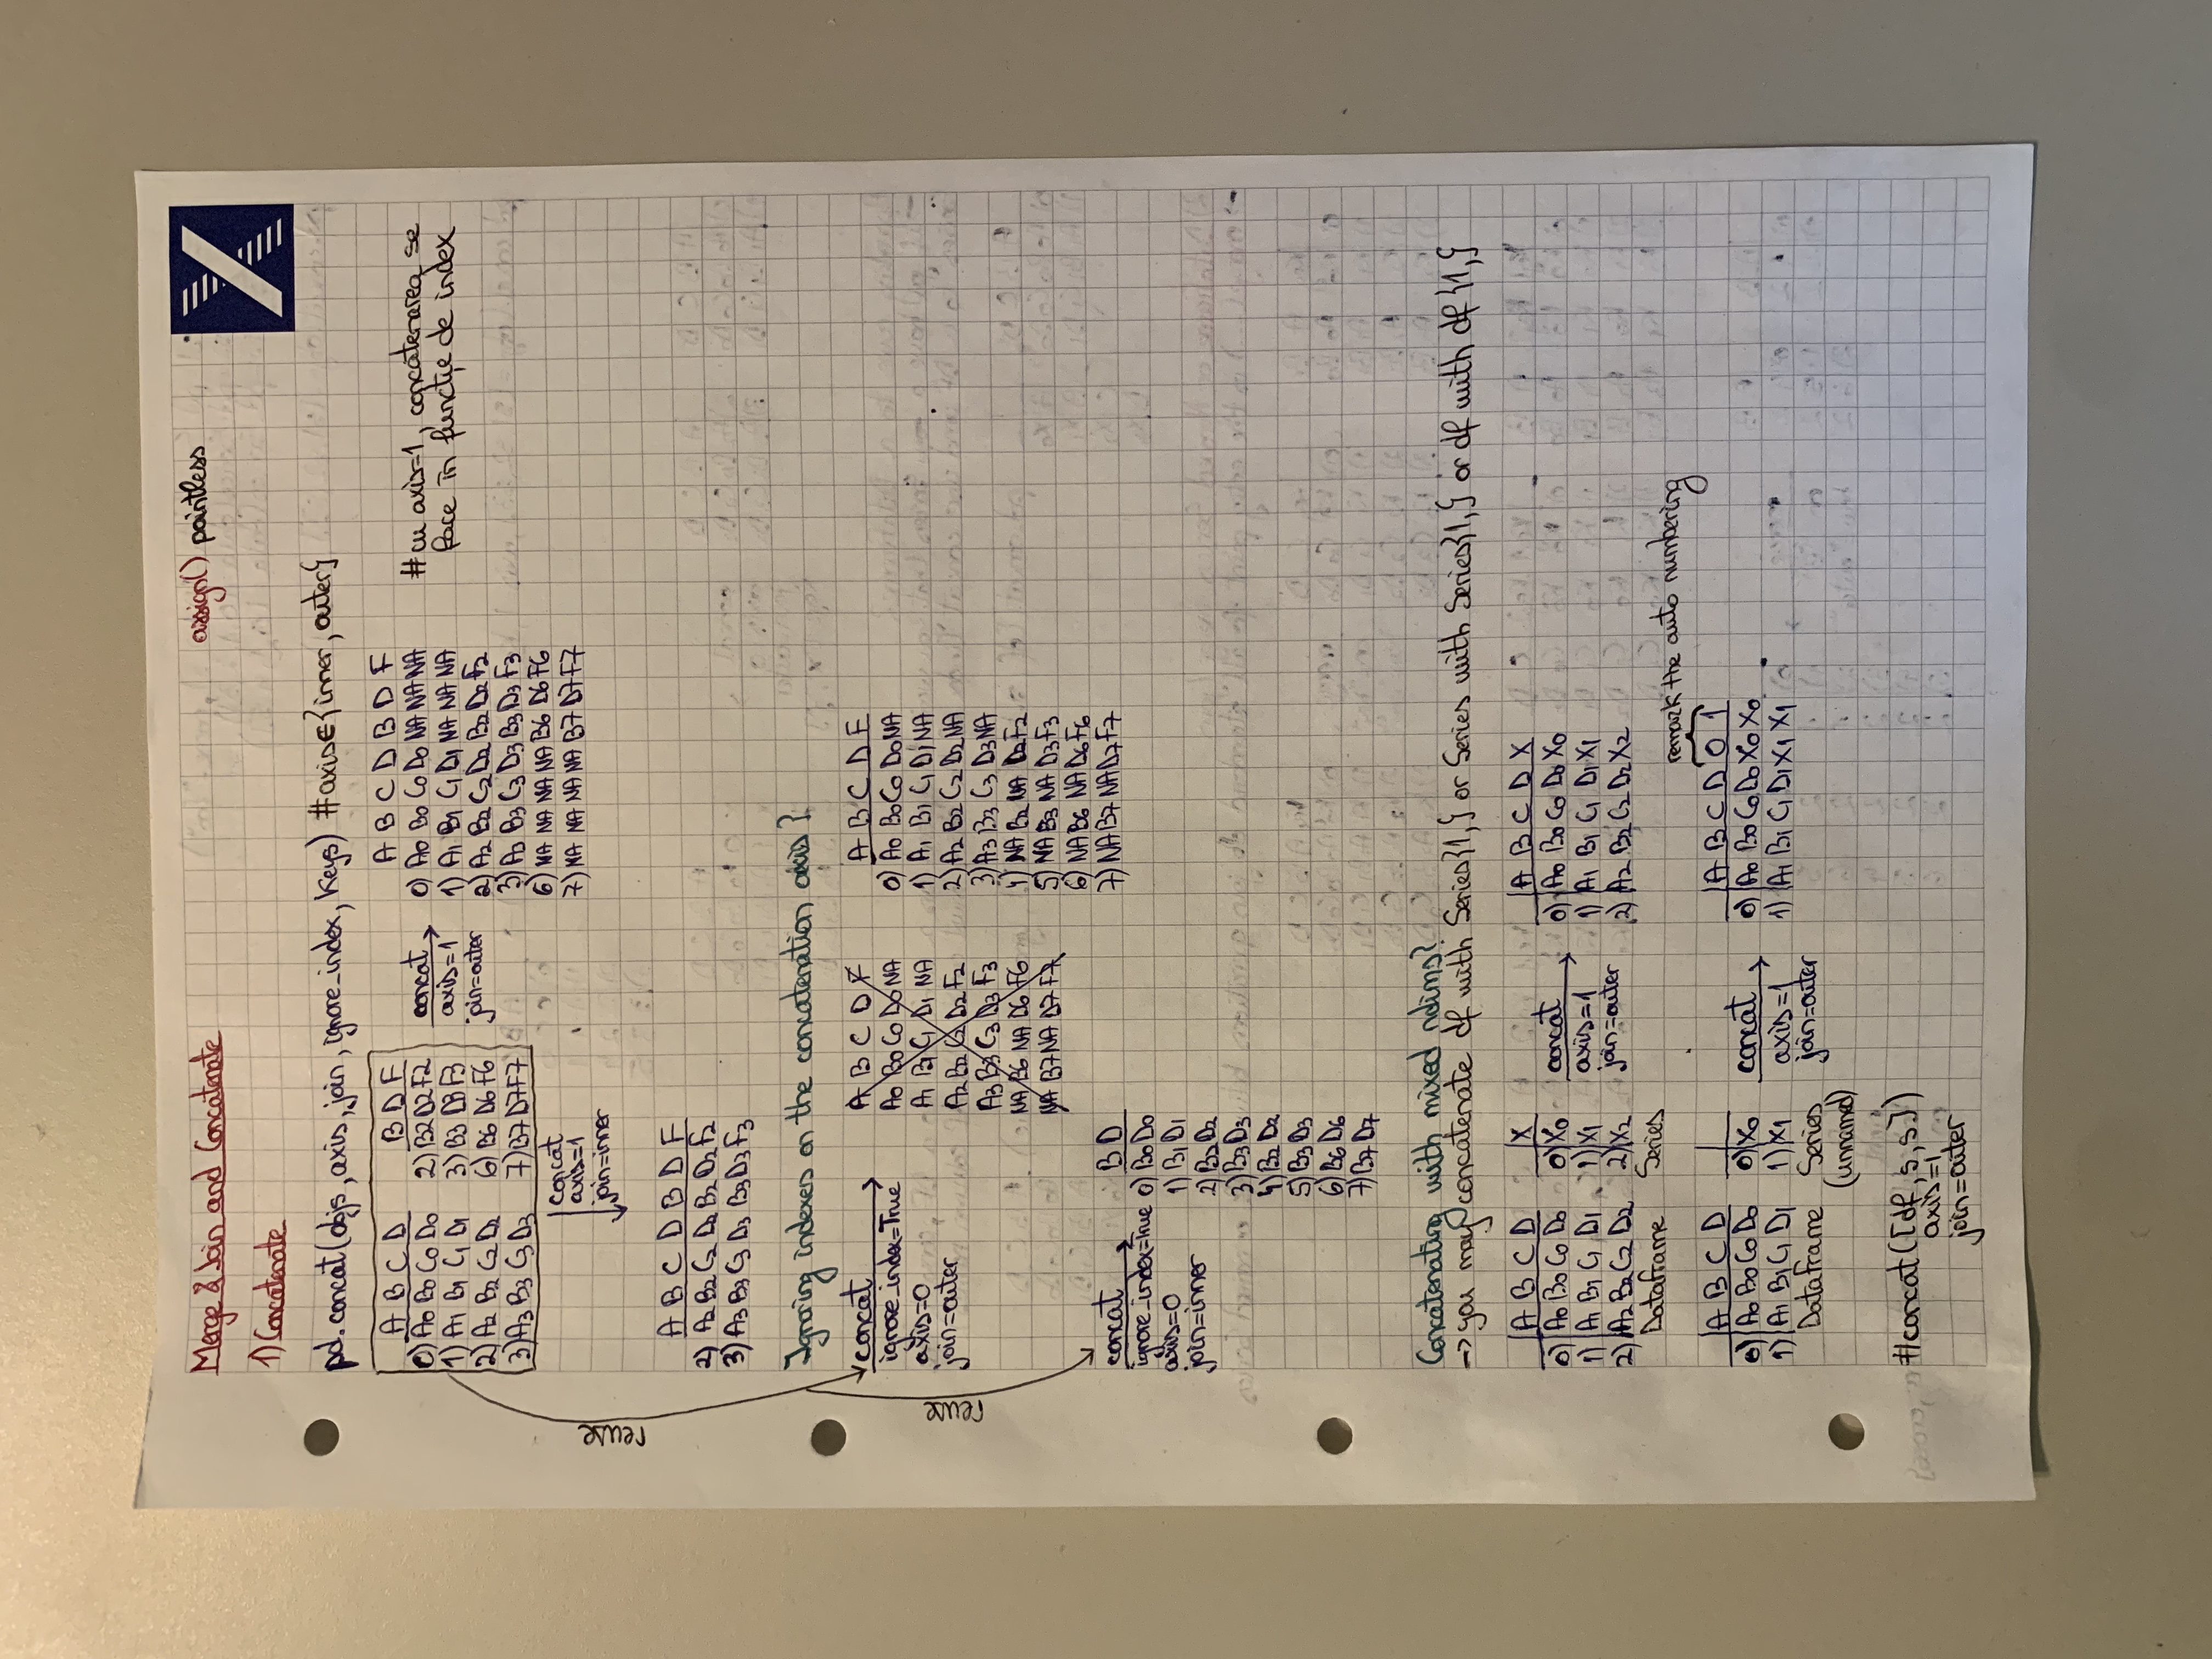 Merge & Join and Concatenate
assign() pointless
1) Concatenate
pd.concat(objs, axis, join, ignore_index, keys) #axis∈{inner, outer}
A B C D
0) A0 B0 C0 D0
1) A1 B1 C1 D1
2) A2 B2 C2 D2
3) A3 B3 C3 D3
B D F
2) B2 D2 F2
3) B3 D3 F3
6) B6 D6 F6
7) B7 D7 F7
concat
axis=1
join=outer
A B C D B D F
0) A0 B0 C0 D0 NA NA NA
1) A1 B1 C1 D1 NA NA NA
2) A2 B2 C2 D2 B2 D2 F2
3) A3 B3 C3 D3 B3 D3 F3
6) NA NA NA NA B6 D6 F6
7) NA NA NA NA B7 D7 F7
#cu axis=1, concatenarea se
face în funcție de index
concat
axis=1
join=inner
A B C D B D F
2) A2 B2 C2 D2 B2 D2 F2
3) A3 B3 C3 D3 B3 D3 F3
reuse
Ignoring indexes on the concatenation axis?
concat
ignore_index=True
axis=0
join=outer
A B C D F
A0 B0 C0 D0 NA
A1 B1 C1 D1 NA
A2 B2 C2 D2 F2
A3 B3 C3 D3 F3
NA B6 NA D6 F6
NA B7 NA D7 F7
A B C D F
0) A0 B0 C0 D0 NA
1) A1 B1 C1 D1 NA
2) A2 B2 C2 D2 NA
3) A3 B3 C3 D3 NA
4) NA B2 NA D2 F2
5) NA B3 NA D3 F3
6) NA B6 NA D6 F6
7) NA B7 NA D7 F7
reuse
concat
ignore_index=True
axis=0
join=inner
B D
0) B0 D0
1) B1 D1
2) B2 D2
3) B3 D3
4) B2 D2
5) B3 D3
6) B6 D6
7) B7 D7
Concatenating with mixed ndims?
-> you may concatenate df with Series{1,} or Series with Series{1,} or df with df{1,}
A B C D
0) A0 B0 C0 D0
1) A1 B1 C1 D1
2) A2 B2 C2 D2
DataFrame
X
0) X0
1) X1
2) X2
Series
concat
axis=1
join=outer
A B C D X
0) A0 B0 C0 D0 X0
1) A1 B1 C1 D1 X1
2) A2 B2 C2 D2 X2
remark the auto numbering
A B C D
0) A0 B0 C0 D0
1) A1 B1 C1 D1
DataFrame
0) X0
1) X1
Series
(unnamed)
concat
axis=1
join=outer
A B C D 0 1
0) A0 B0 C0 D0 X0 X0
1) A1 B1 C1 D1 X1 X1
#concat([df, s, s])
axis=1
join=outer